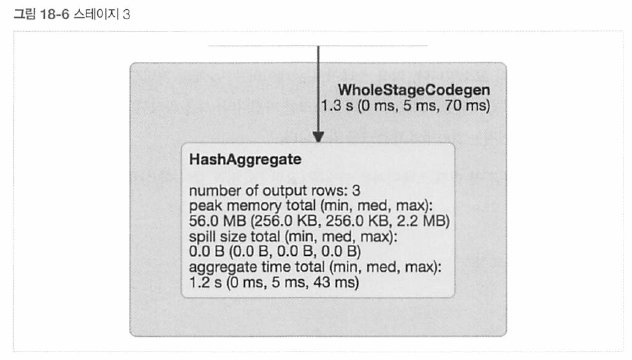 그림 18-6 스테이지 3
WholeStageCodegen
1.3 s (0 ms, 5 ms, 70 ms)
HashAggregate
number of output rows: 3
peak memory total (min, med, max):
56.0 MB (256.0 KB, 256.0 KB, 2.2 MB)
spill size total (min, med, max):
0.0 B (0.0 B, 0.0 B, 0.0 B)
aggregate time total (min, med, max):
1.2 s (0 ms, 5 ms, 43 ms)